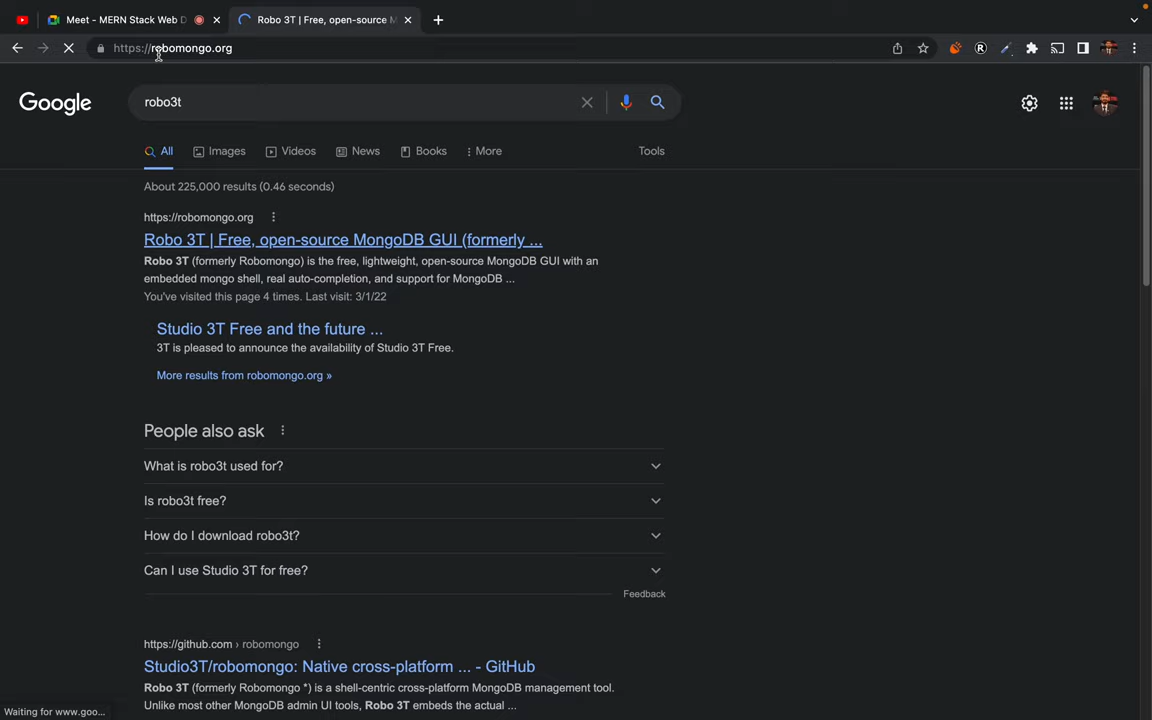 Meet - MERN Stack Web D
Robo 3T | Free, open-source M
https://robomongo.org
Google
robo3t
All
Images
Videos
News
Books
More
Tools
About 225,000 results (0.46 seconds)
https://robomongo.org
Robo 3T | Free, open-source MongoDB GUI (formerly ...
Robo 3T (formerly Robomongo) is the free, lightweight, open-source MongoDB GUI with an
embedded mongo shell, real auto-completion, and support for MongoDB ...
You've visited this page 4 times. Last visit: 3/1/22
Studio 3T Free and the future ...
3T is pleased to announce the availability of Studio 3T Free.
More results from robomongo.org »
People also ask
What is robo3t used for?
Is robo3t free?
How do I download robo3t?
Can I use Studio 3T for free?
Feedback
https://github.com › robomongo
Studio3T/robomongo: Native cross-platform ... - GitHub
Robo 3T (formerly Robomongo *) is a shell-centric cross-platform MongoDB management tool.
Unlike most other MongoDB admin UI tools, Robo 3T embeds the actual ...
Waiting for www.goo...